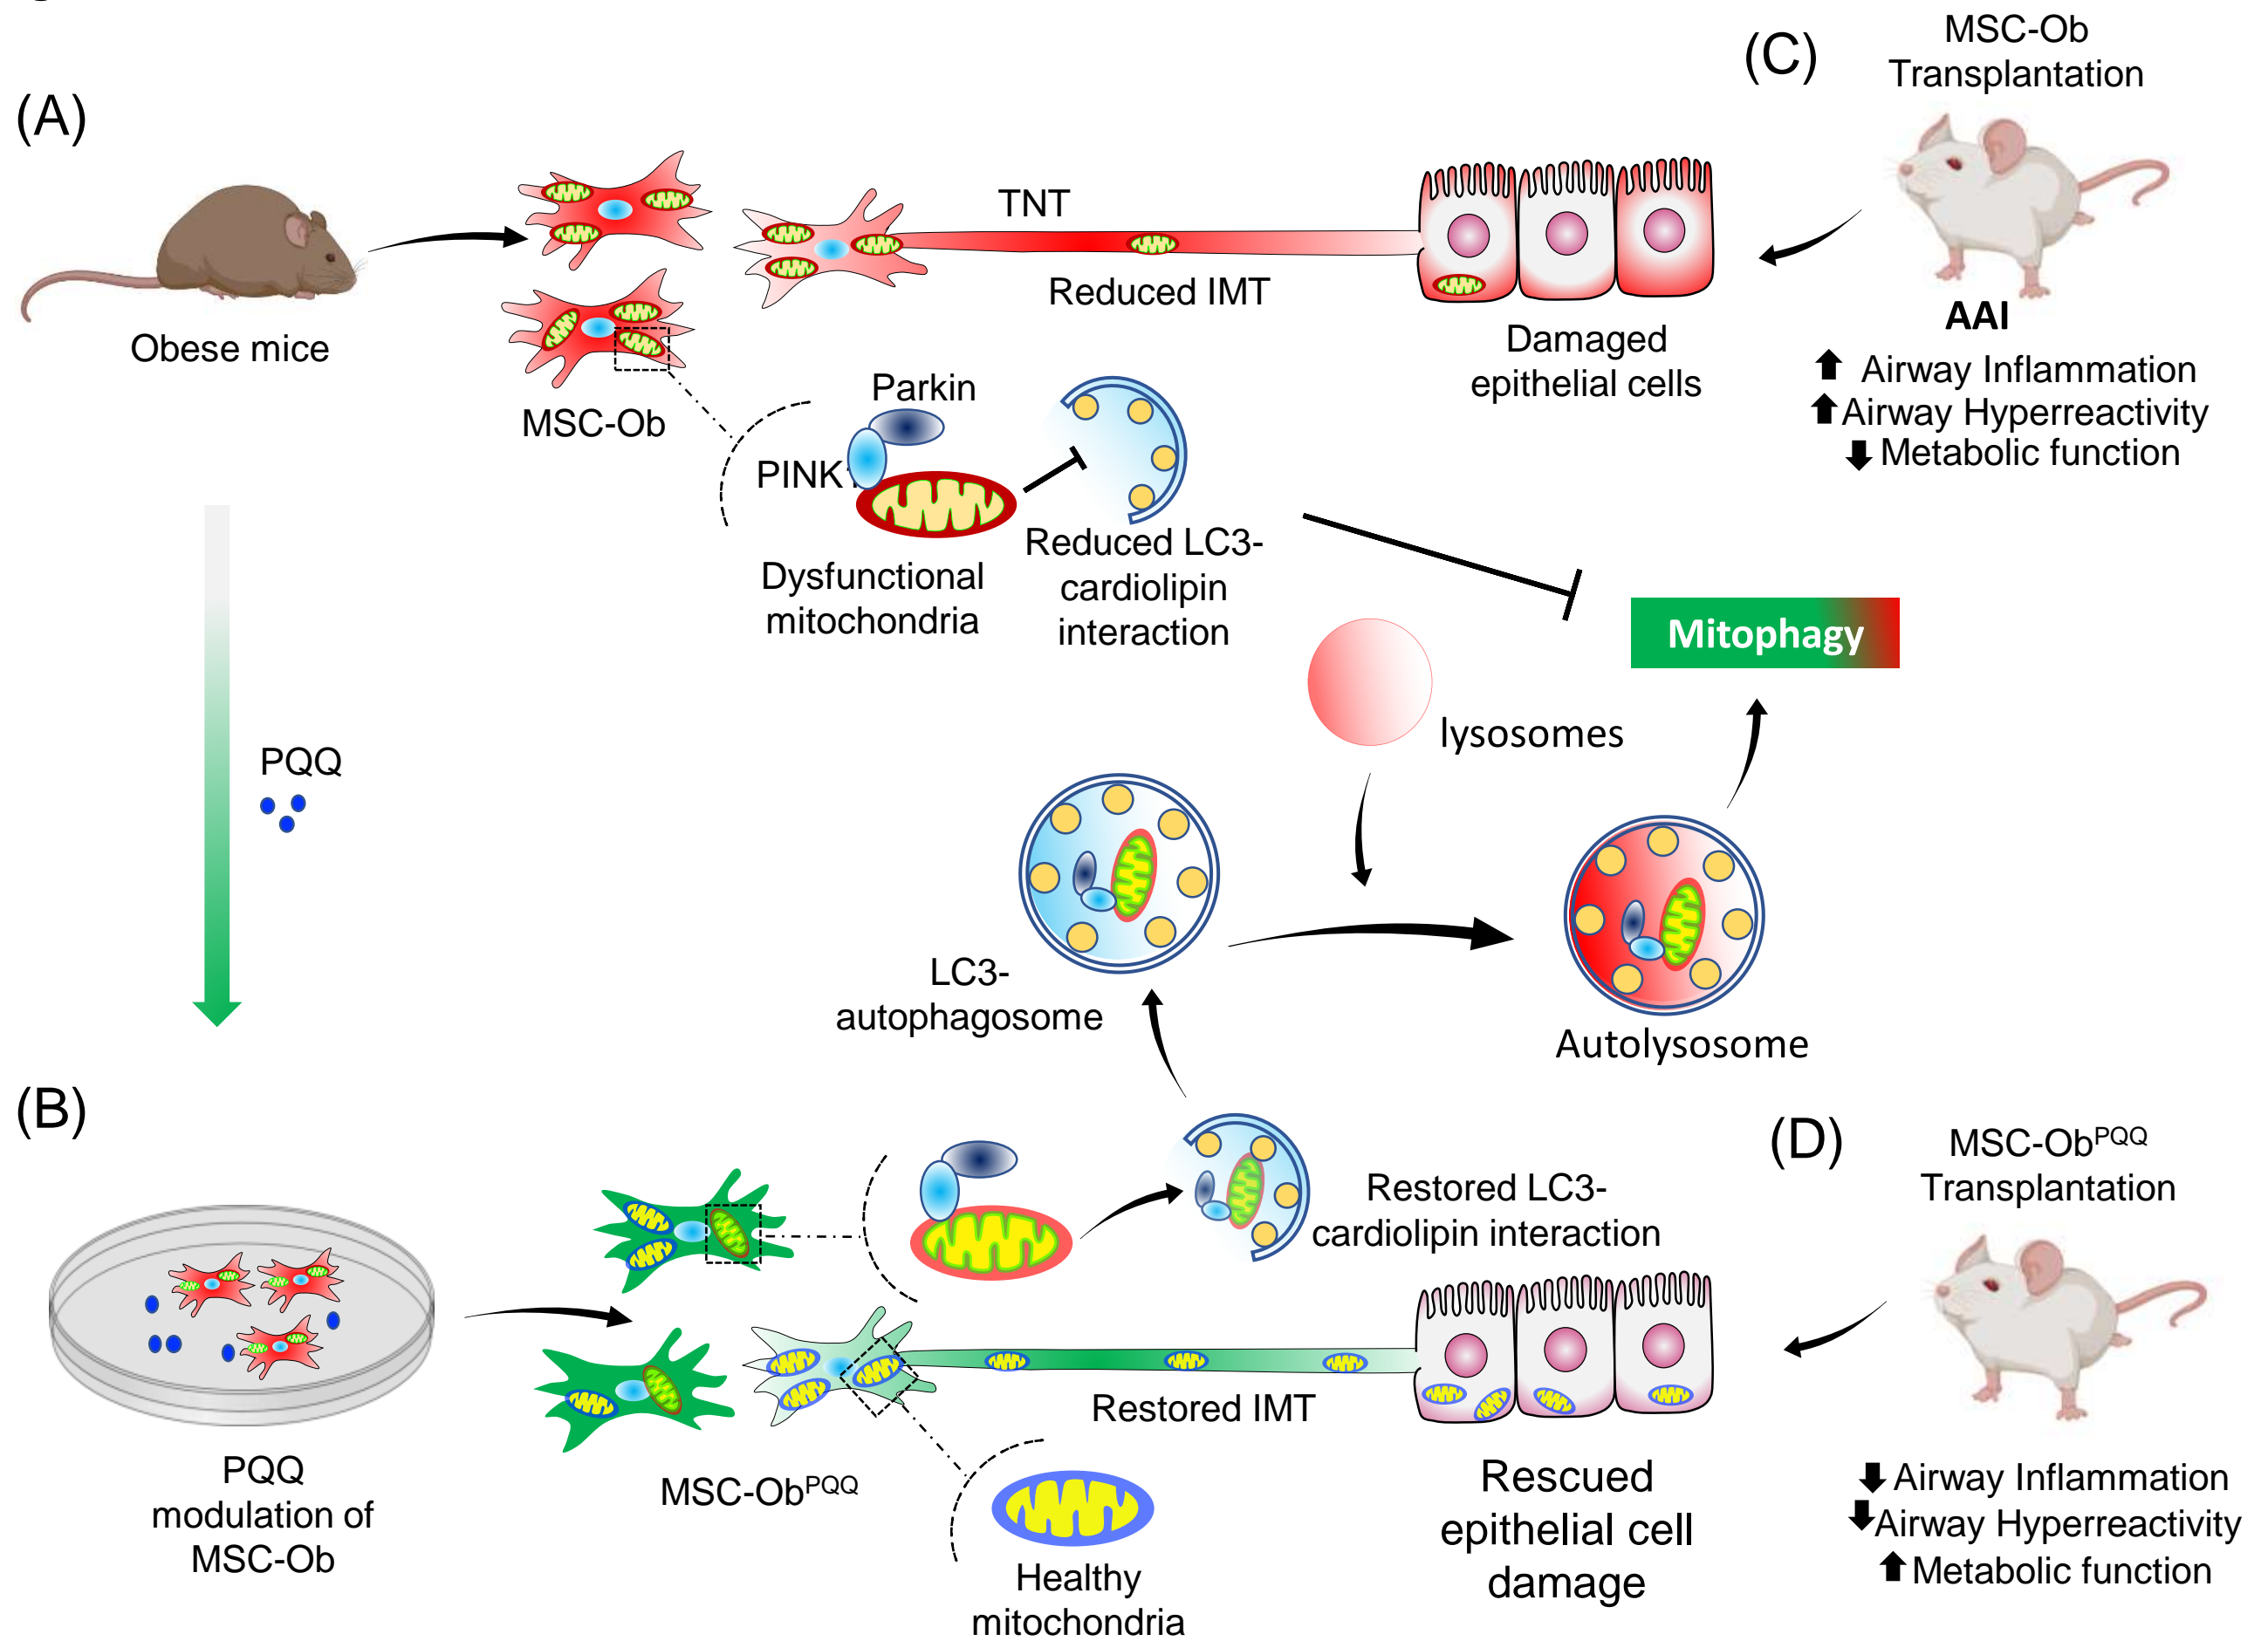 (A)
Obese mice
MSC-Ob
TNT
Reduced IMT
Damaged
epithelial cells
(C)
MSC-Ob
Transplantation
AAI
Airway Inflammation
Airway Hyperreactivity
Metabolic function
Parkin
PINK1
Dysfunctional
mitochondria
Reduced LC3-
cardiolipin
interaction
Mitophagy
lysosomes
PQQ
LC3-
autophagosome
Autolysosome
(B)
PQQ
modulation of
MSC-Ob
MSC-ObPQQ
Restored LC3-
cardiolipin interaction
Restored IMT
Healthy
mitochondria
Rescued
epithelial cell
damage
(D)
MSC-ObPQQ
Transplantation
Airway Inflammation
Airway Hyperreactivity
Metabolic function